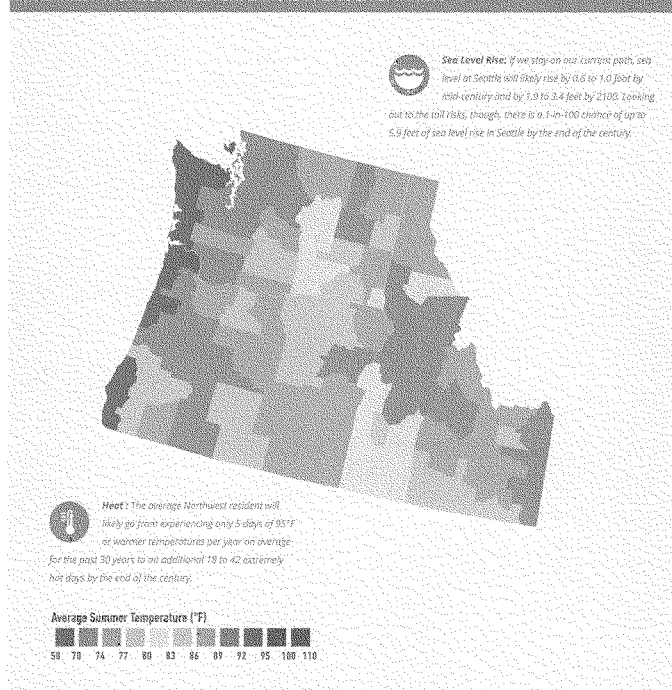 Sea Level Rise: If we stay on our current path, sea
level at Seattle will likely rise by 0.6 to 1.0 foot by
mid-century and by 1.9 to 3.4 feet by 2100. Looking
out to the tail risks, though, there is a 1-in-100 chance of up to
5.9 feet of sea level rise in Seattle by the end of the century.
Heat : The average Northwest resident will
likely go from experiencing only 5 days of 95°F
or warmer temperatures per year on average
for the past 30 years to an additional 18 to 42 extremely
hot days by the end of the century.
Average Summer Temperature (°F)
50 70 74 77 80 83 86 89 92 95 100 110